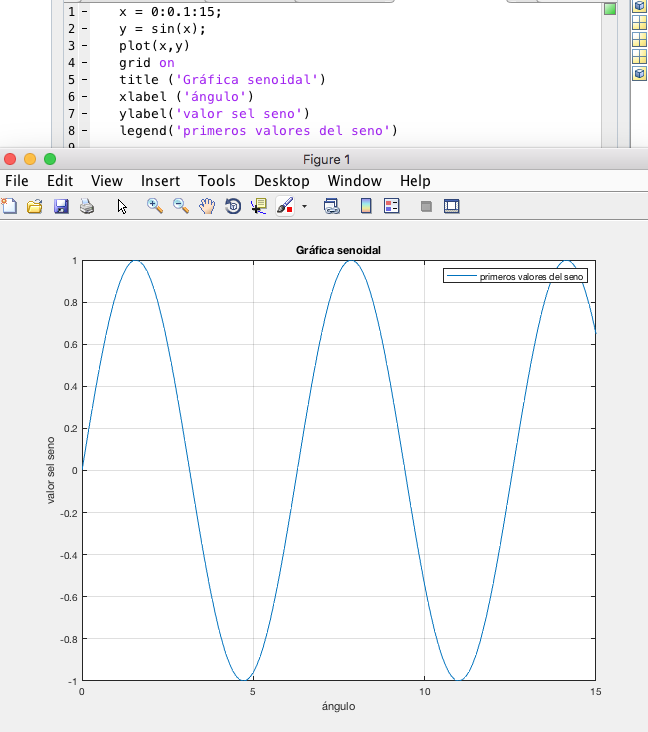 1 - x = 0:0.1:15;
2 - y = sin(x);
3 - plot(x,y)
4 - grid on
5 - title ('Gráfica senoidal')
6 - xlabel ('ángulo')
7 - ylabel('valor sel seno')
8 - legend('primeros valores del seno')
9
Figure 1
File Edit View Insert Tools Desktop Window Help
Gráfica senoidal
primeros valores del seno
1
0.8
0.6
0.4
0.2
0
-0.2
-0.4
-0.6
-0.8
-1
valor sel seno
0 5 10 15
ángulo